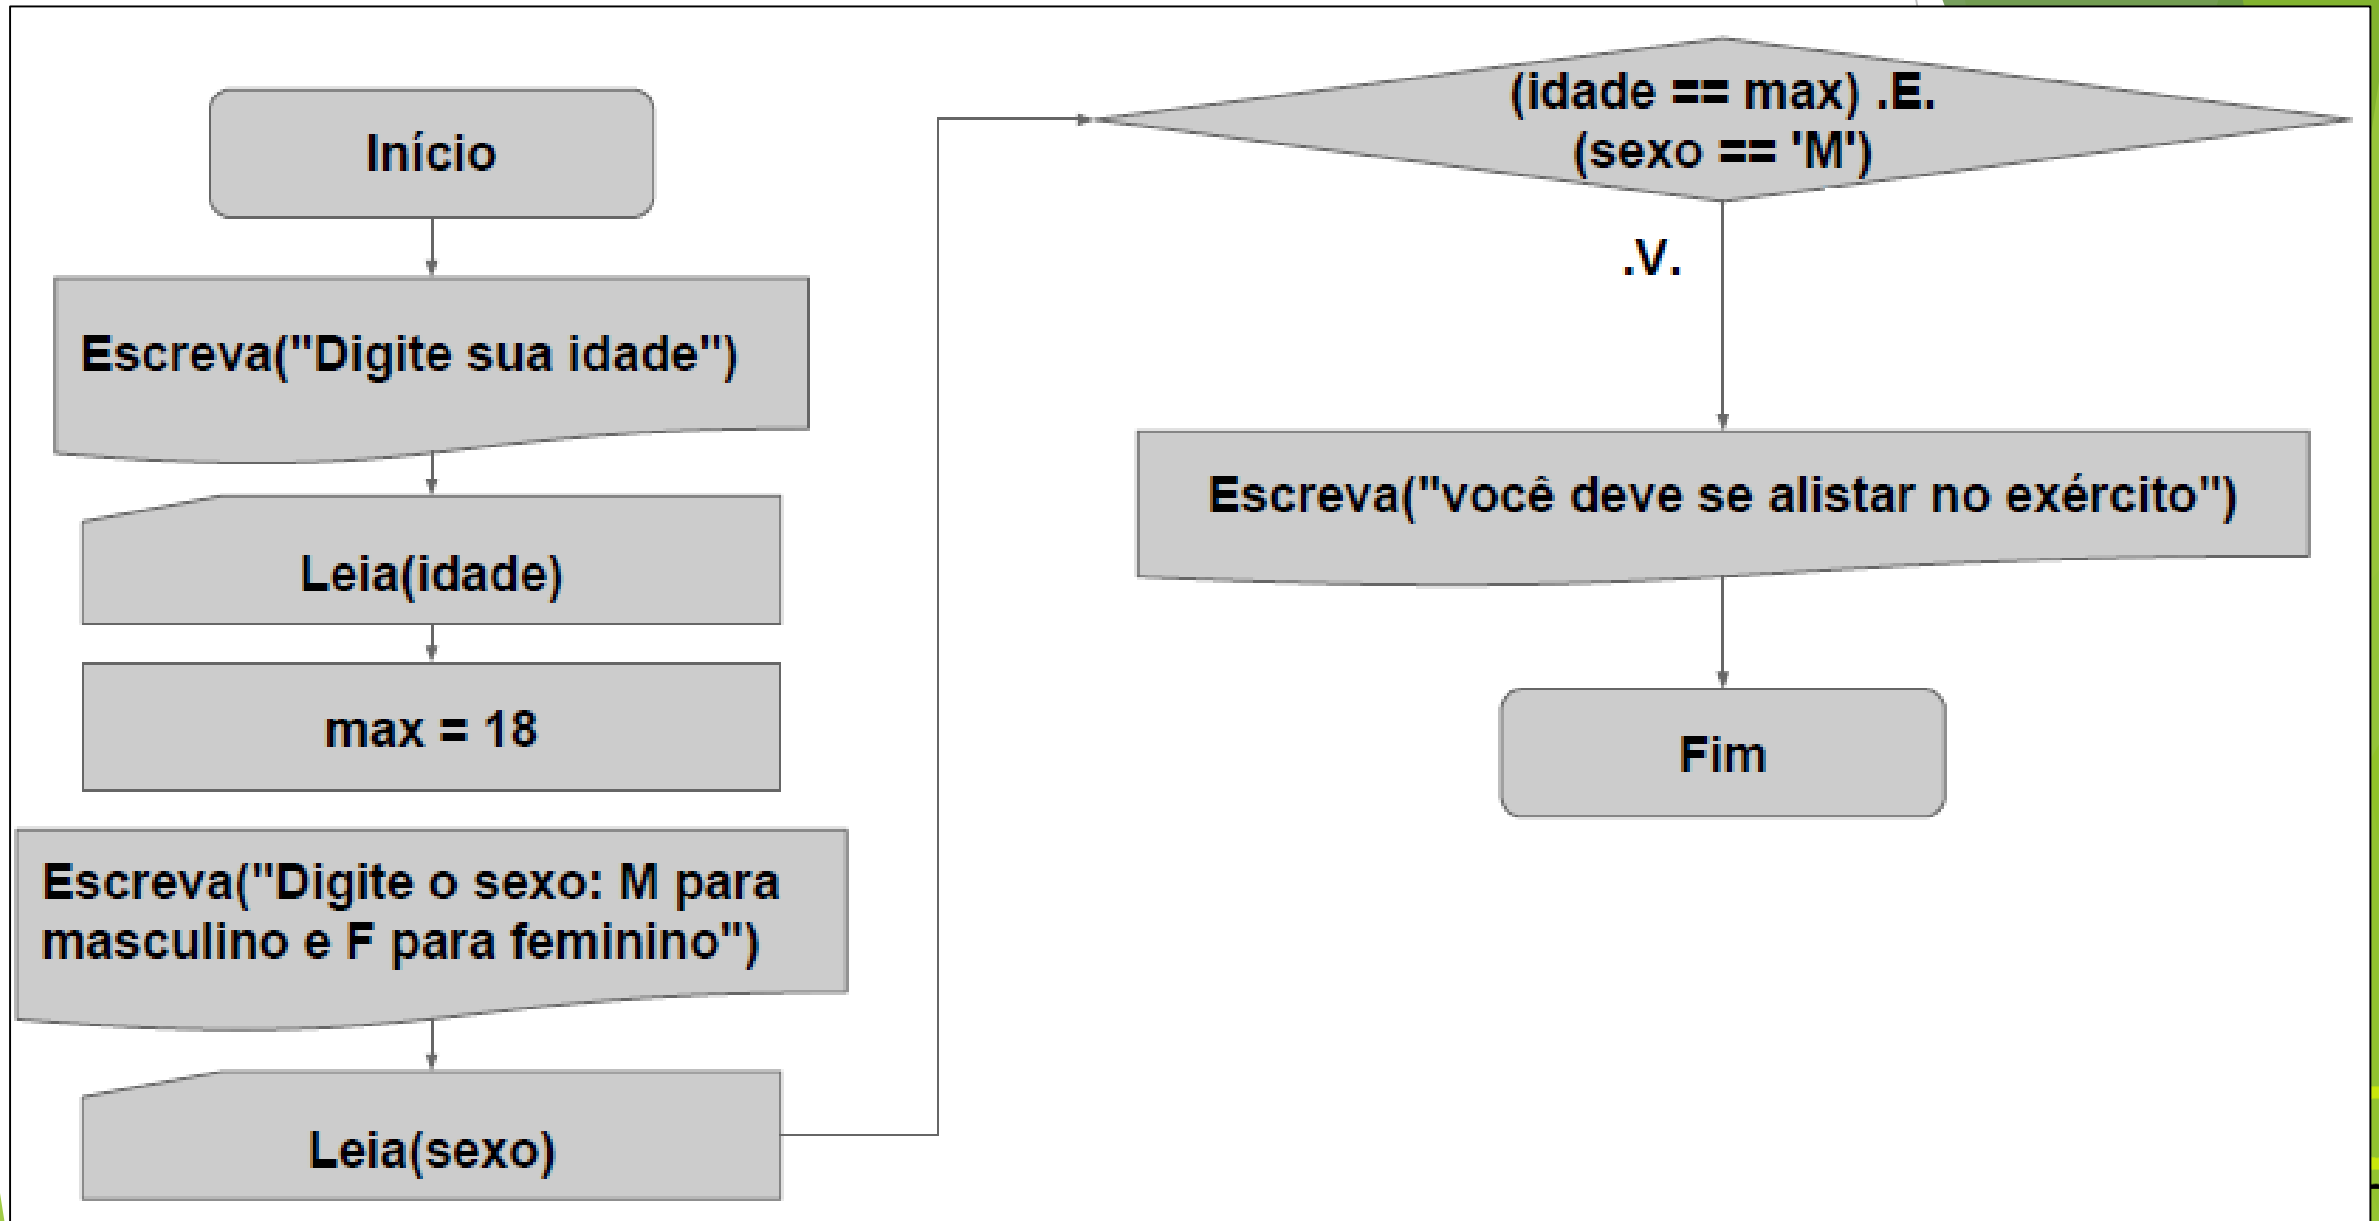 Início
Escreva("Digite sua idade")
Leia(idade)
max = 18
Escreva("Digite o sexo: M para
masculino e F para feminino")
Leia(sexo)
(idade == max) .E.
(sexo == 'M')
.V.
Escreva("você deve se alistar no exército")
Fim